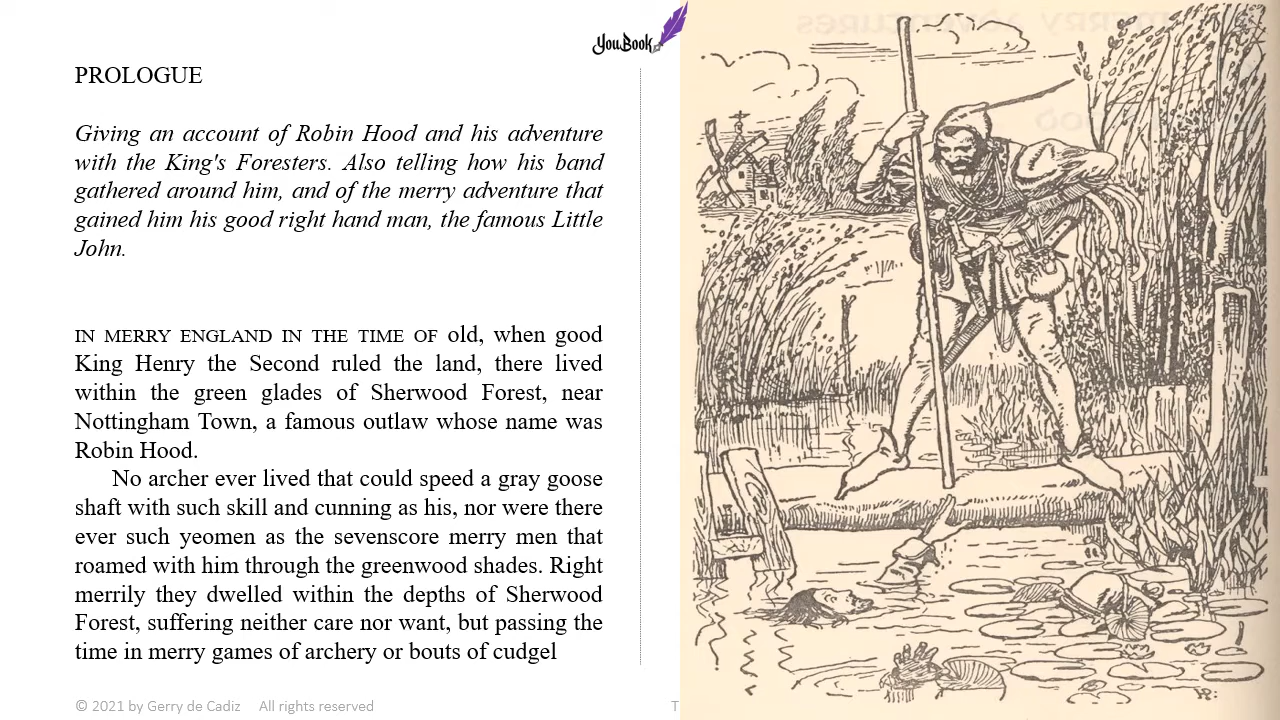 YouBook
PROLOGUE
Giving an account of Robin Hood and his adventure
with the King's Foresters. Also telling how his band
gathered around him, and of the merry adventure that
gained him his good right hand man, the famous Little
John.
IN MERRY ENGLAND IN THE TIME OF old, when good
King Henry the Second ruled the land, there lived
within the green glades of Sherwood Forest, near
Nottingham Town, a famous outlaw whose name was
Robin Hood.
No archer ever lived that could speed a gray goose
shaft with such skill and cunning as his, nor were there
ever such yeomen as the sevenscore merry men that
roamed with him through the greenwood shades. Right
merrily they dwelled within the depths of Sherwood
Forest, suffering neither care nor want, but passing the
time in merry games of archery or bouts of cudgel
© 2021 by Gerry de Cadiz All rights reserved